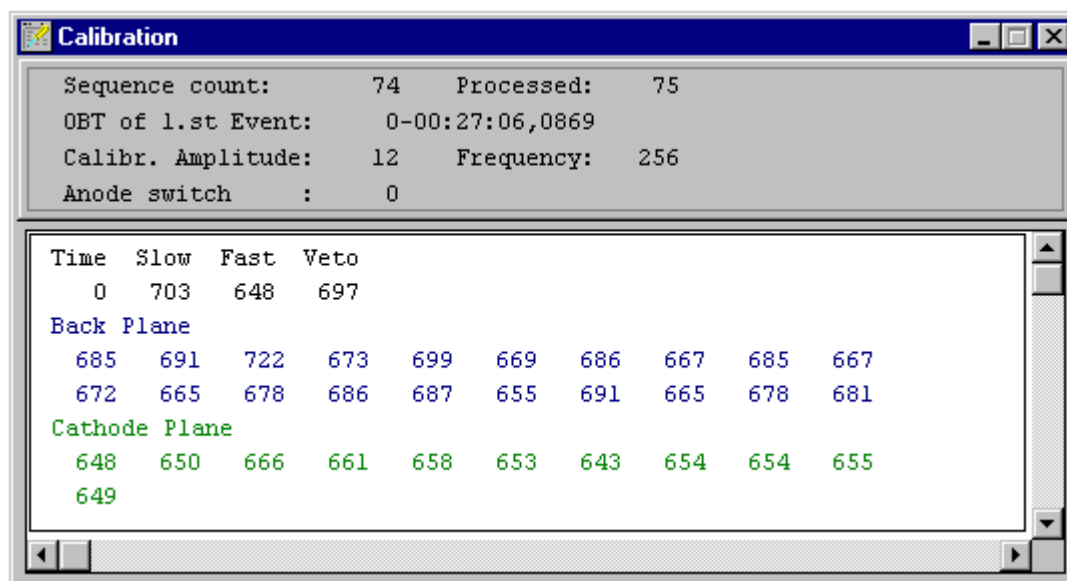 Calibration
Sequence count: 74 Processed: 75
OBT of 1.st Event: 0-00:27:06,0869
Calibr. Amplitude: 12 Frequency: 256
Anode switch : 0
Time Slow Fast Veto
0 703 648 697
Back Plane
685 691 722 673 699 669 686 667 685 667
672 665 678 686 687 655 691 665 678 681
Cathode Plane
648 650 666 661 658 653 643 654 654 655
649